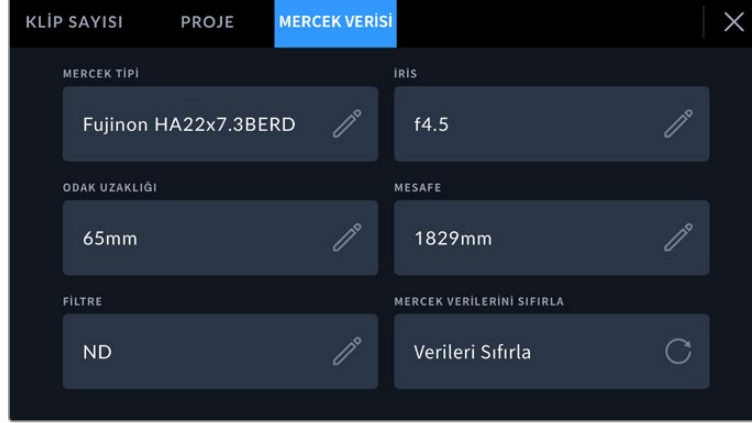 KLİP SAYISI PROJE MERCEK VERİSİ
MERCEK TİPİ İRİS
Fujinon HA22x7.3BERD f4.5
ODAK UZAKLIĞI MESAFE
65mm 1829mm
FİLTRE MERCEK VERİLERİNİ SIFIRLA
ND Verileri Sıfırla